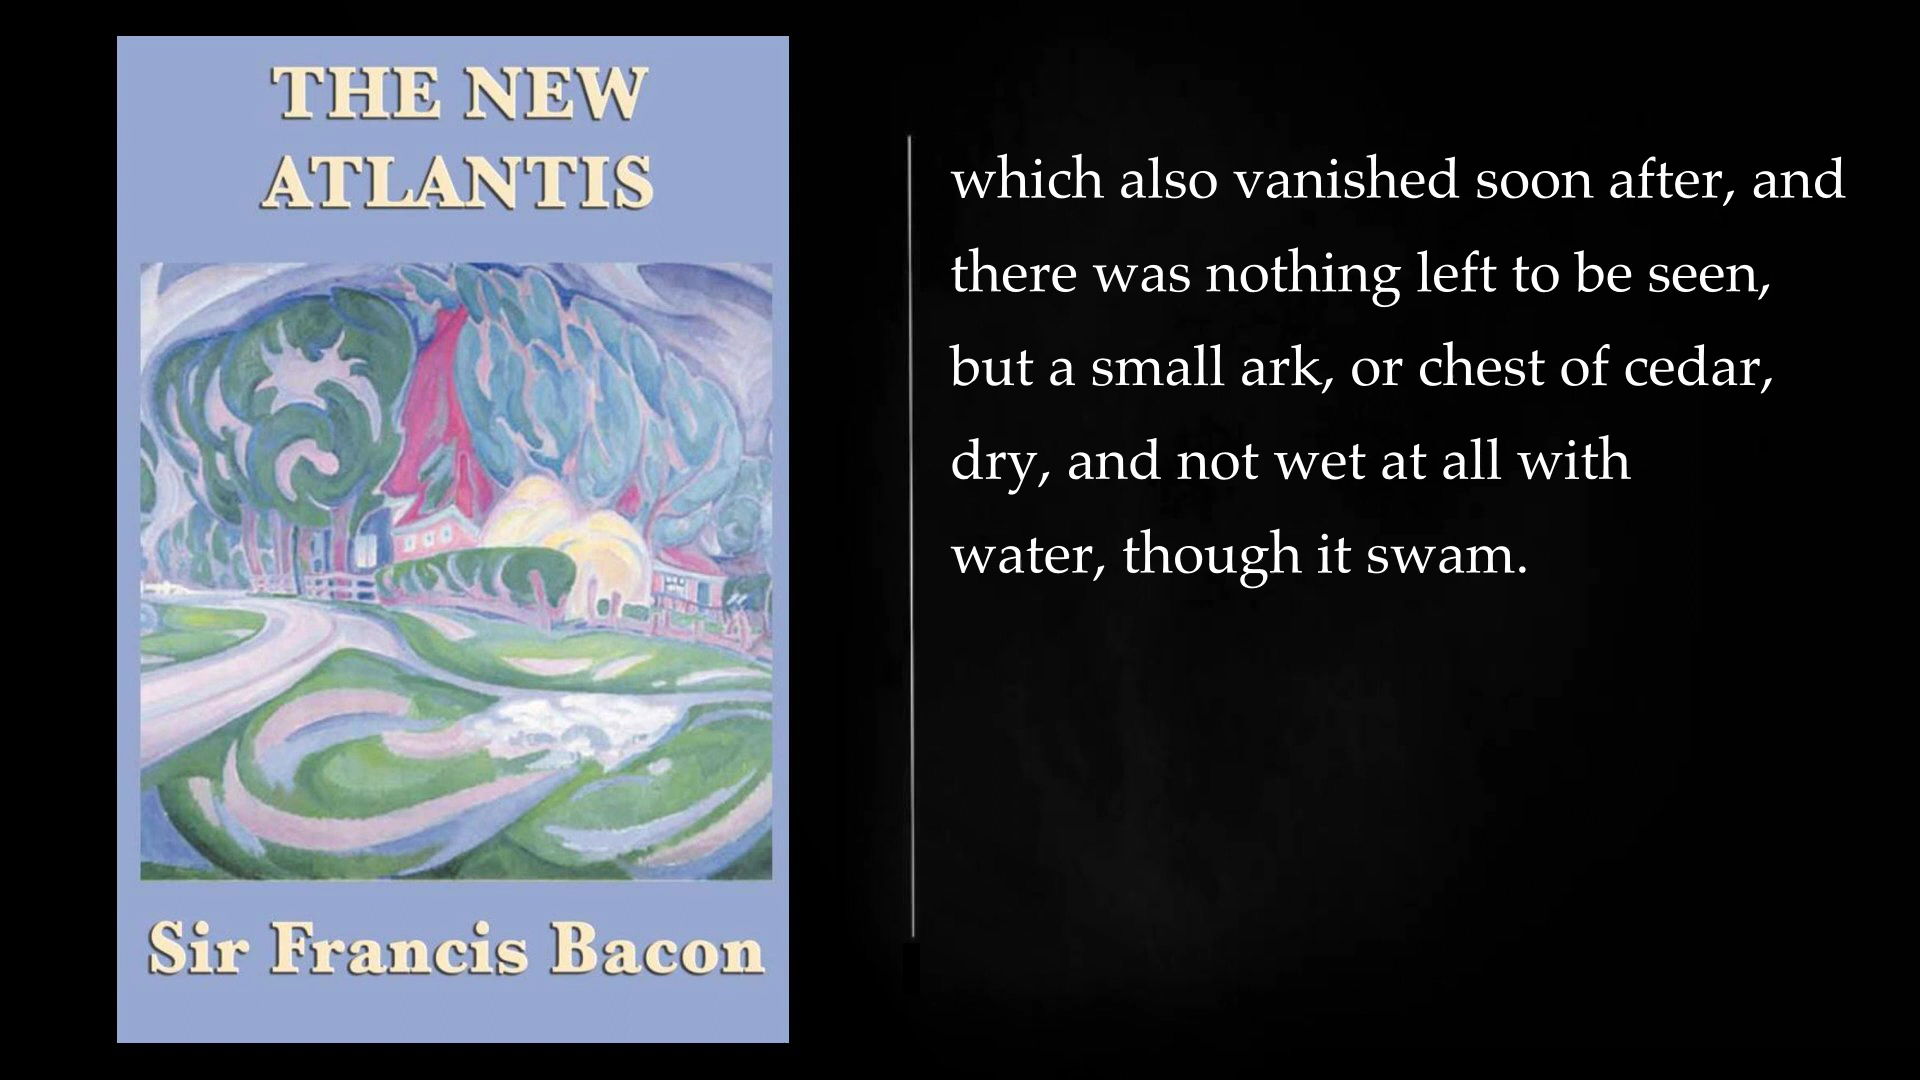 THE NEW
ATLANTIS
Sir Francis Bacon
which also vanished soon after, and
there was nothing left to be seen,
but a small ark, or chest of cedar,
dry, and not wet at all with
water, though it swam.